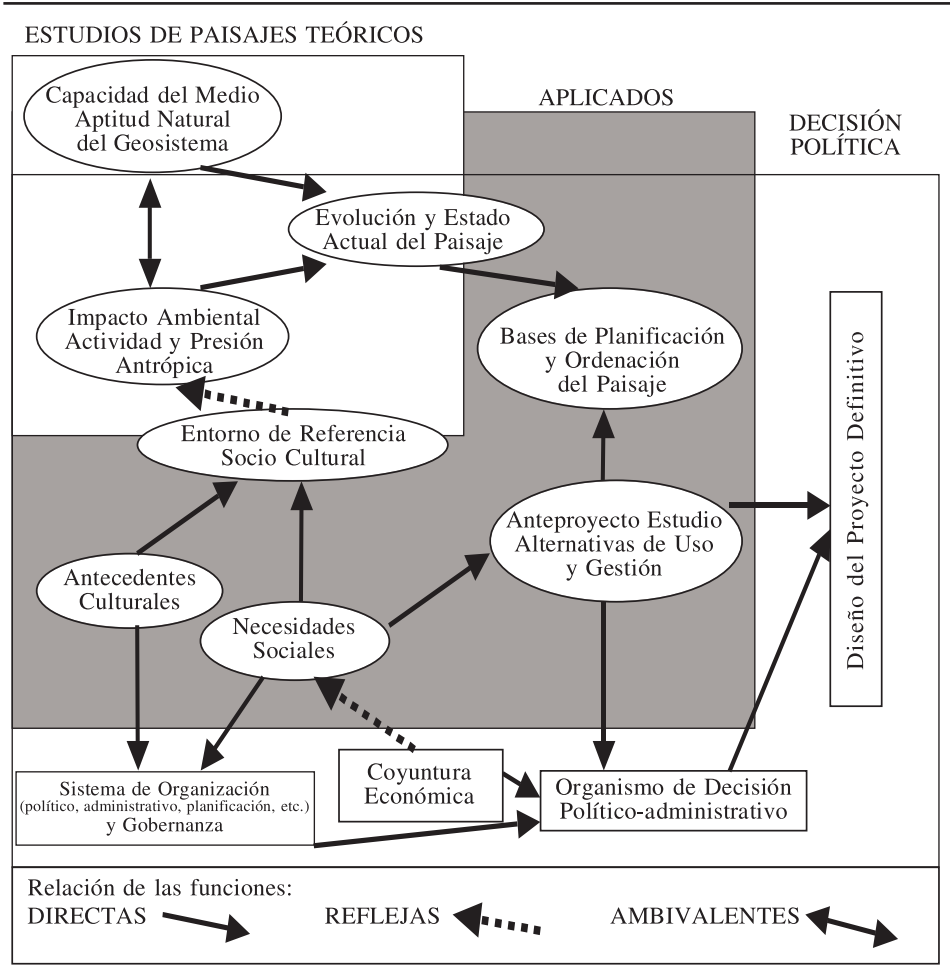 ESTUDIOS DE PAISAJES TEÓRICOS
Capacidad del Medio
Aptitud Natural
del Geosistema
APLICADOS
DECISIÓN
POLÍTICA
Evolución y Estado
Actual del Paisaje
Impacto Ambiental
Actividad y Presión
Antrópica
Bases de Planificación
y Ordenación
del Paisaje
Entorno de Referencia
Socio Cultural
Anteproyecto Estudio
Alternativas de Uso
y Gestión
Diseño del Proyecto Definitivo
Antecedentes
Culturales
Necesidades
Sociales
Sistema de Organización
(político, administrativo, planificación, etc.)
y Gobernanza
Coyuntura
Económica
Organismo de Decisión
Político-administrativo
Relación de las funciones:
DIRECTAS
REFLEJAS
AMBIVALENTES